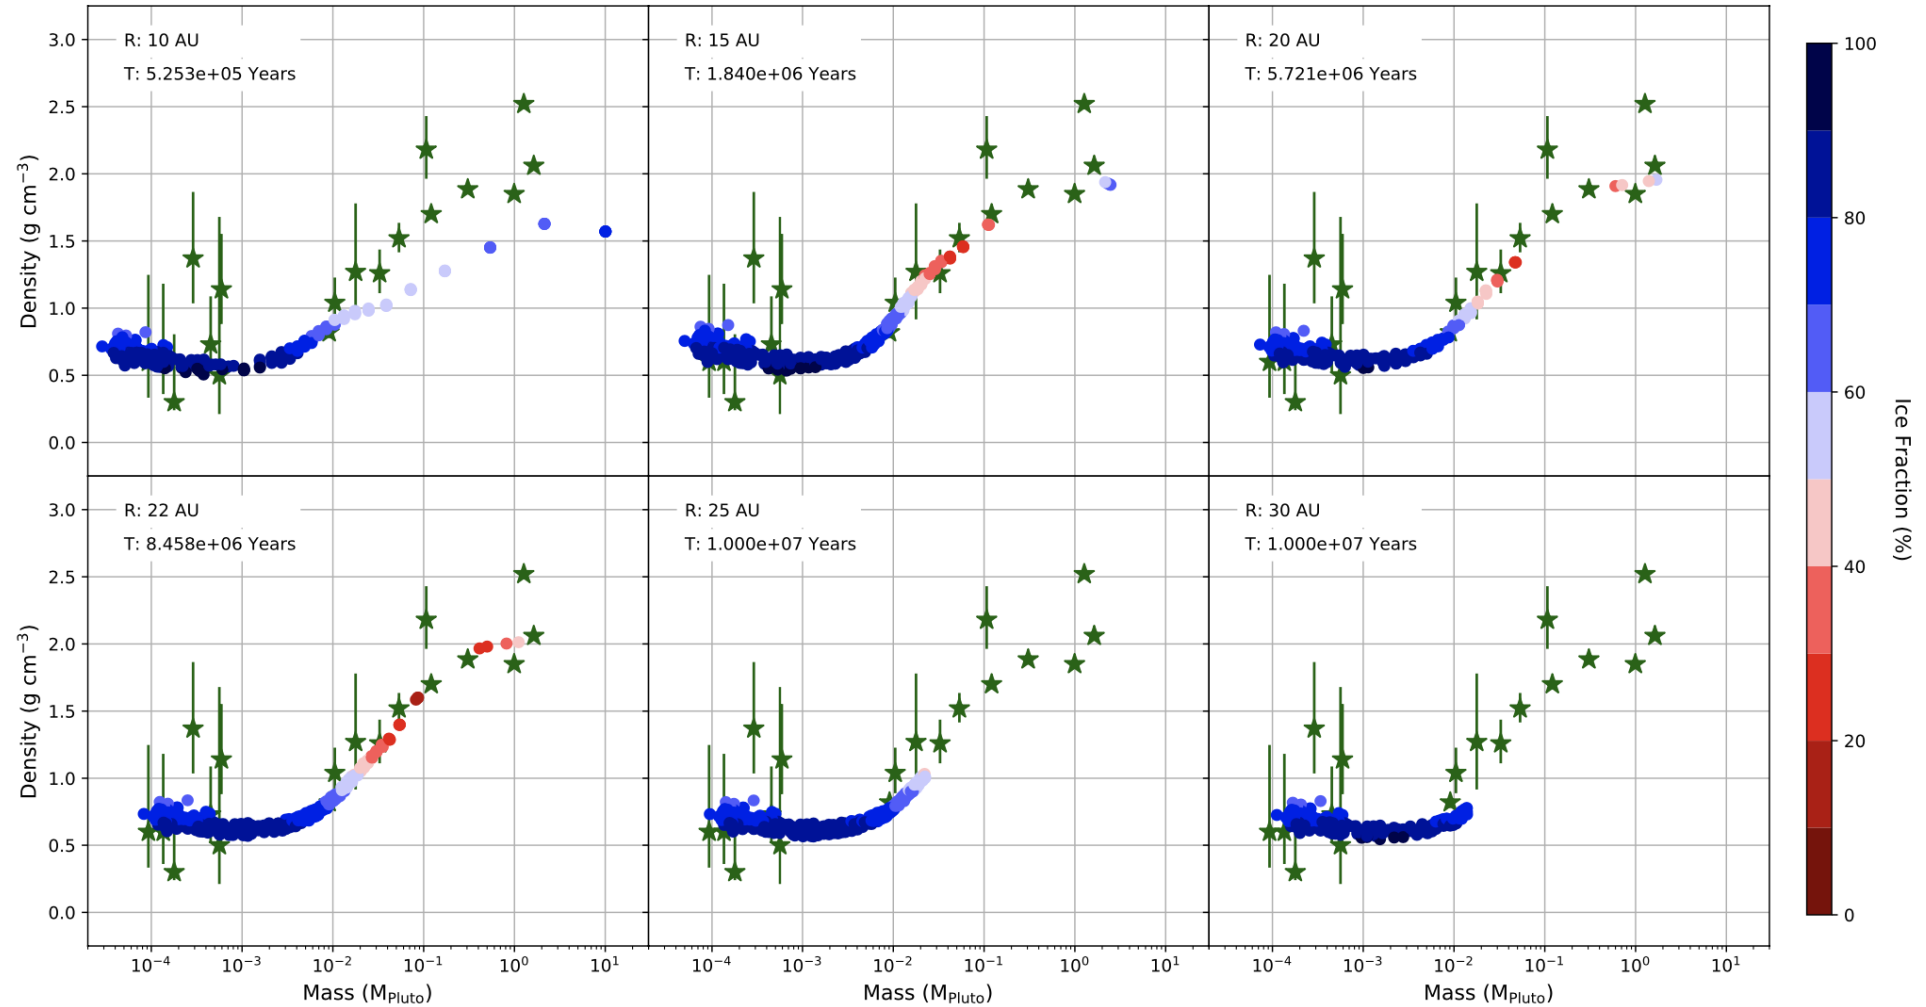 R: 10 AU
T: 5.253e+05 Years
R: 15 AU
T: 1.840e+06 Years
R: 20 AU
T: 5.721e+06 Years
3.0
2.5
2.0
1.5
1.0
0.5
0.0
Density (g cm⁻³)
R: 22 AU
T: 8.458e+06 Years
R: 25 AU
T: 1.000e+07 Years
R: 30 AU
T: 1.000e+07 Years
3.0
2.5
2.0
1.5
1.0
0.5
0.0
Density (g cm⁻³)
10⁻⁴ 10⁻³ 10⁻² 10⁻¹ 10⁰ 10¹
Mass (M_Pluto)
10⁻⁴ 10⁻³ 10⁻² 10⁻¹ 10⁰ 10¹
Mass (M_Pluto)
10⁻⁴ 10⁻³ 10⁻² 10⁻¹ 10⁰ 10¹
Mass (M_Pluto)
100
80
60
40
20
0
Ice Fraction (%)